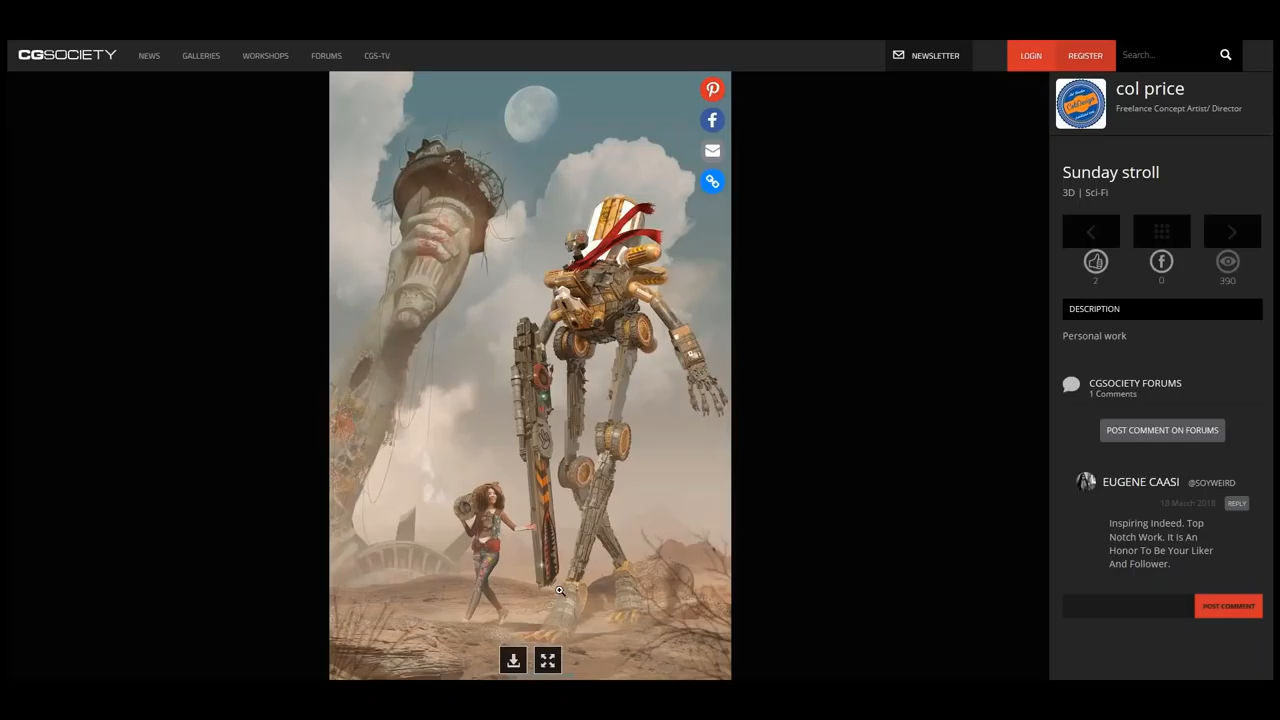 CGSOCIETY NEWS GALLERIES WORKSHOPS FORUMS CGS-TV NEWSLETTER LOGIN REGISTER Search...
col price
Freelance Concept Artist/ Director
Sunday stroll
3D | Sci-Fi
2 0 390
DESCRIPTION
Personal work
CGSOCIETY FORUMS
1 Comments
POST COMMENT ON FORUMS
EUGENE CAASI @SOYWEIRD
18 March 2018 REPLY
Inspiring Indeed. Top
Notch Work. It Is An
Honor To Be Your Liker
And Follower.
POST COMMENT